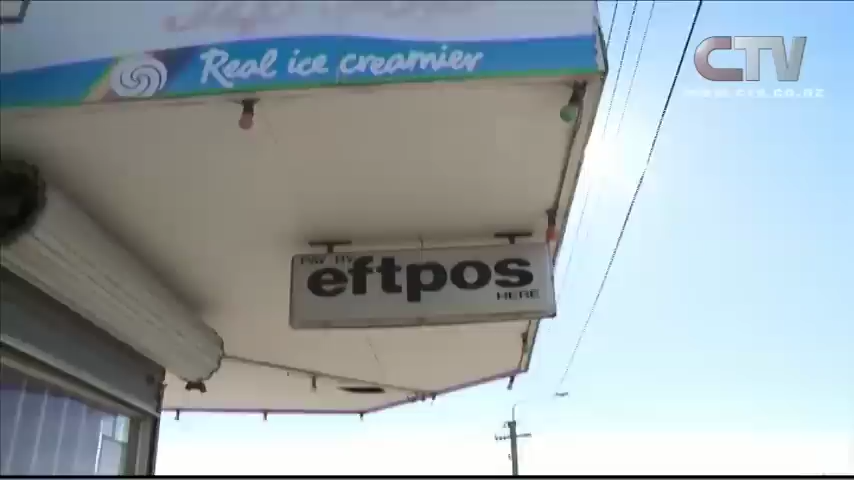 Real ice creamier
CTV
www.ctv.co.nz
PAY BY
eftpos
HERE